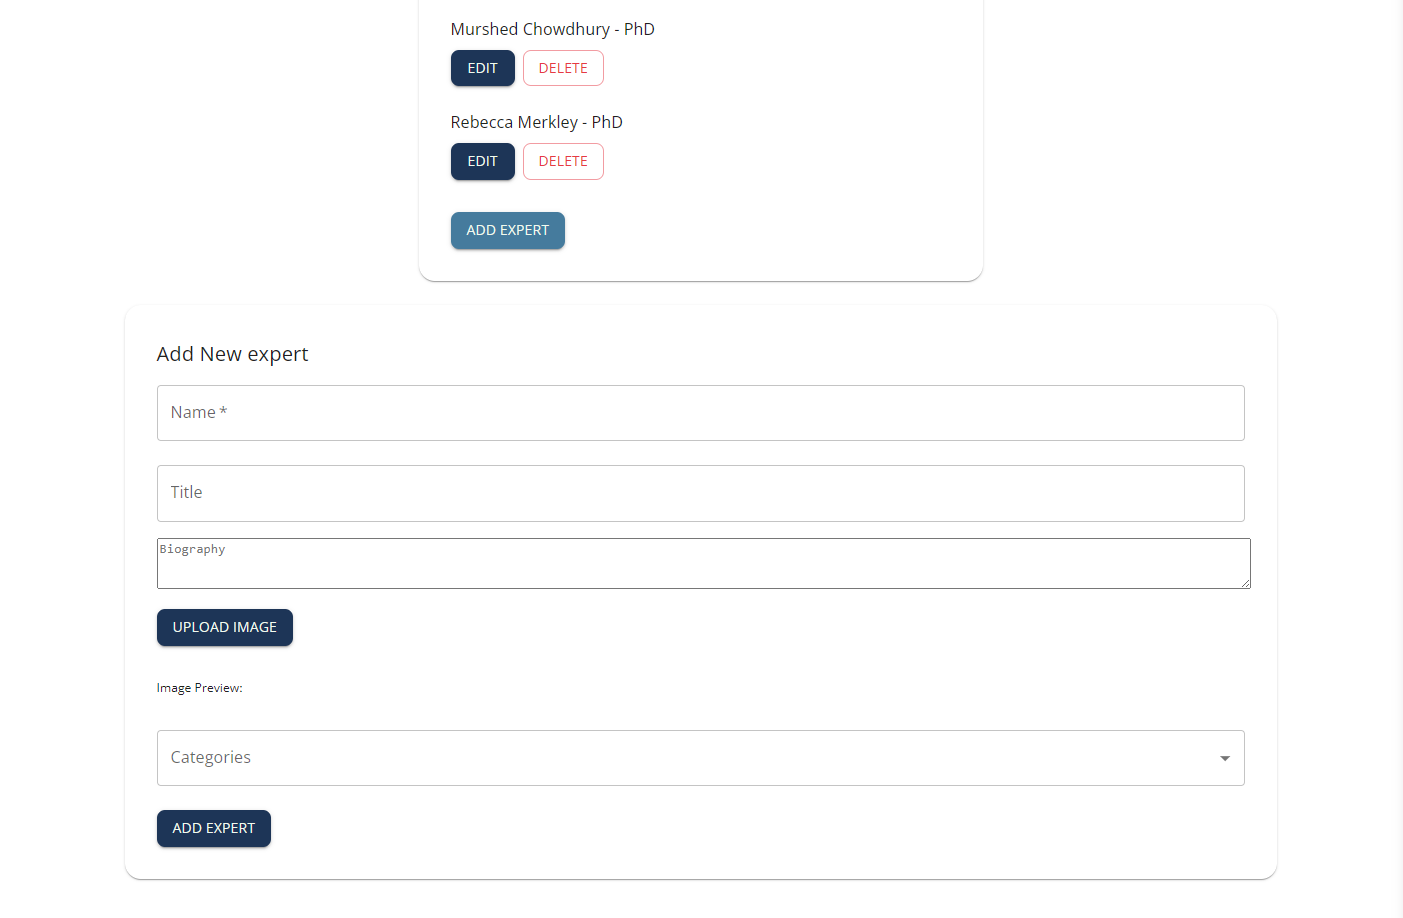 Murshed Chowdhury - PhD
EDIT DELETE
Rebecca Merkley - PhD
EDIT DELETE
ADD EXPERT
Add New expert
Name *
Title
Biography
UPLOAD IMAGE
Image Preview:
Categories
ADD EXPERT